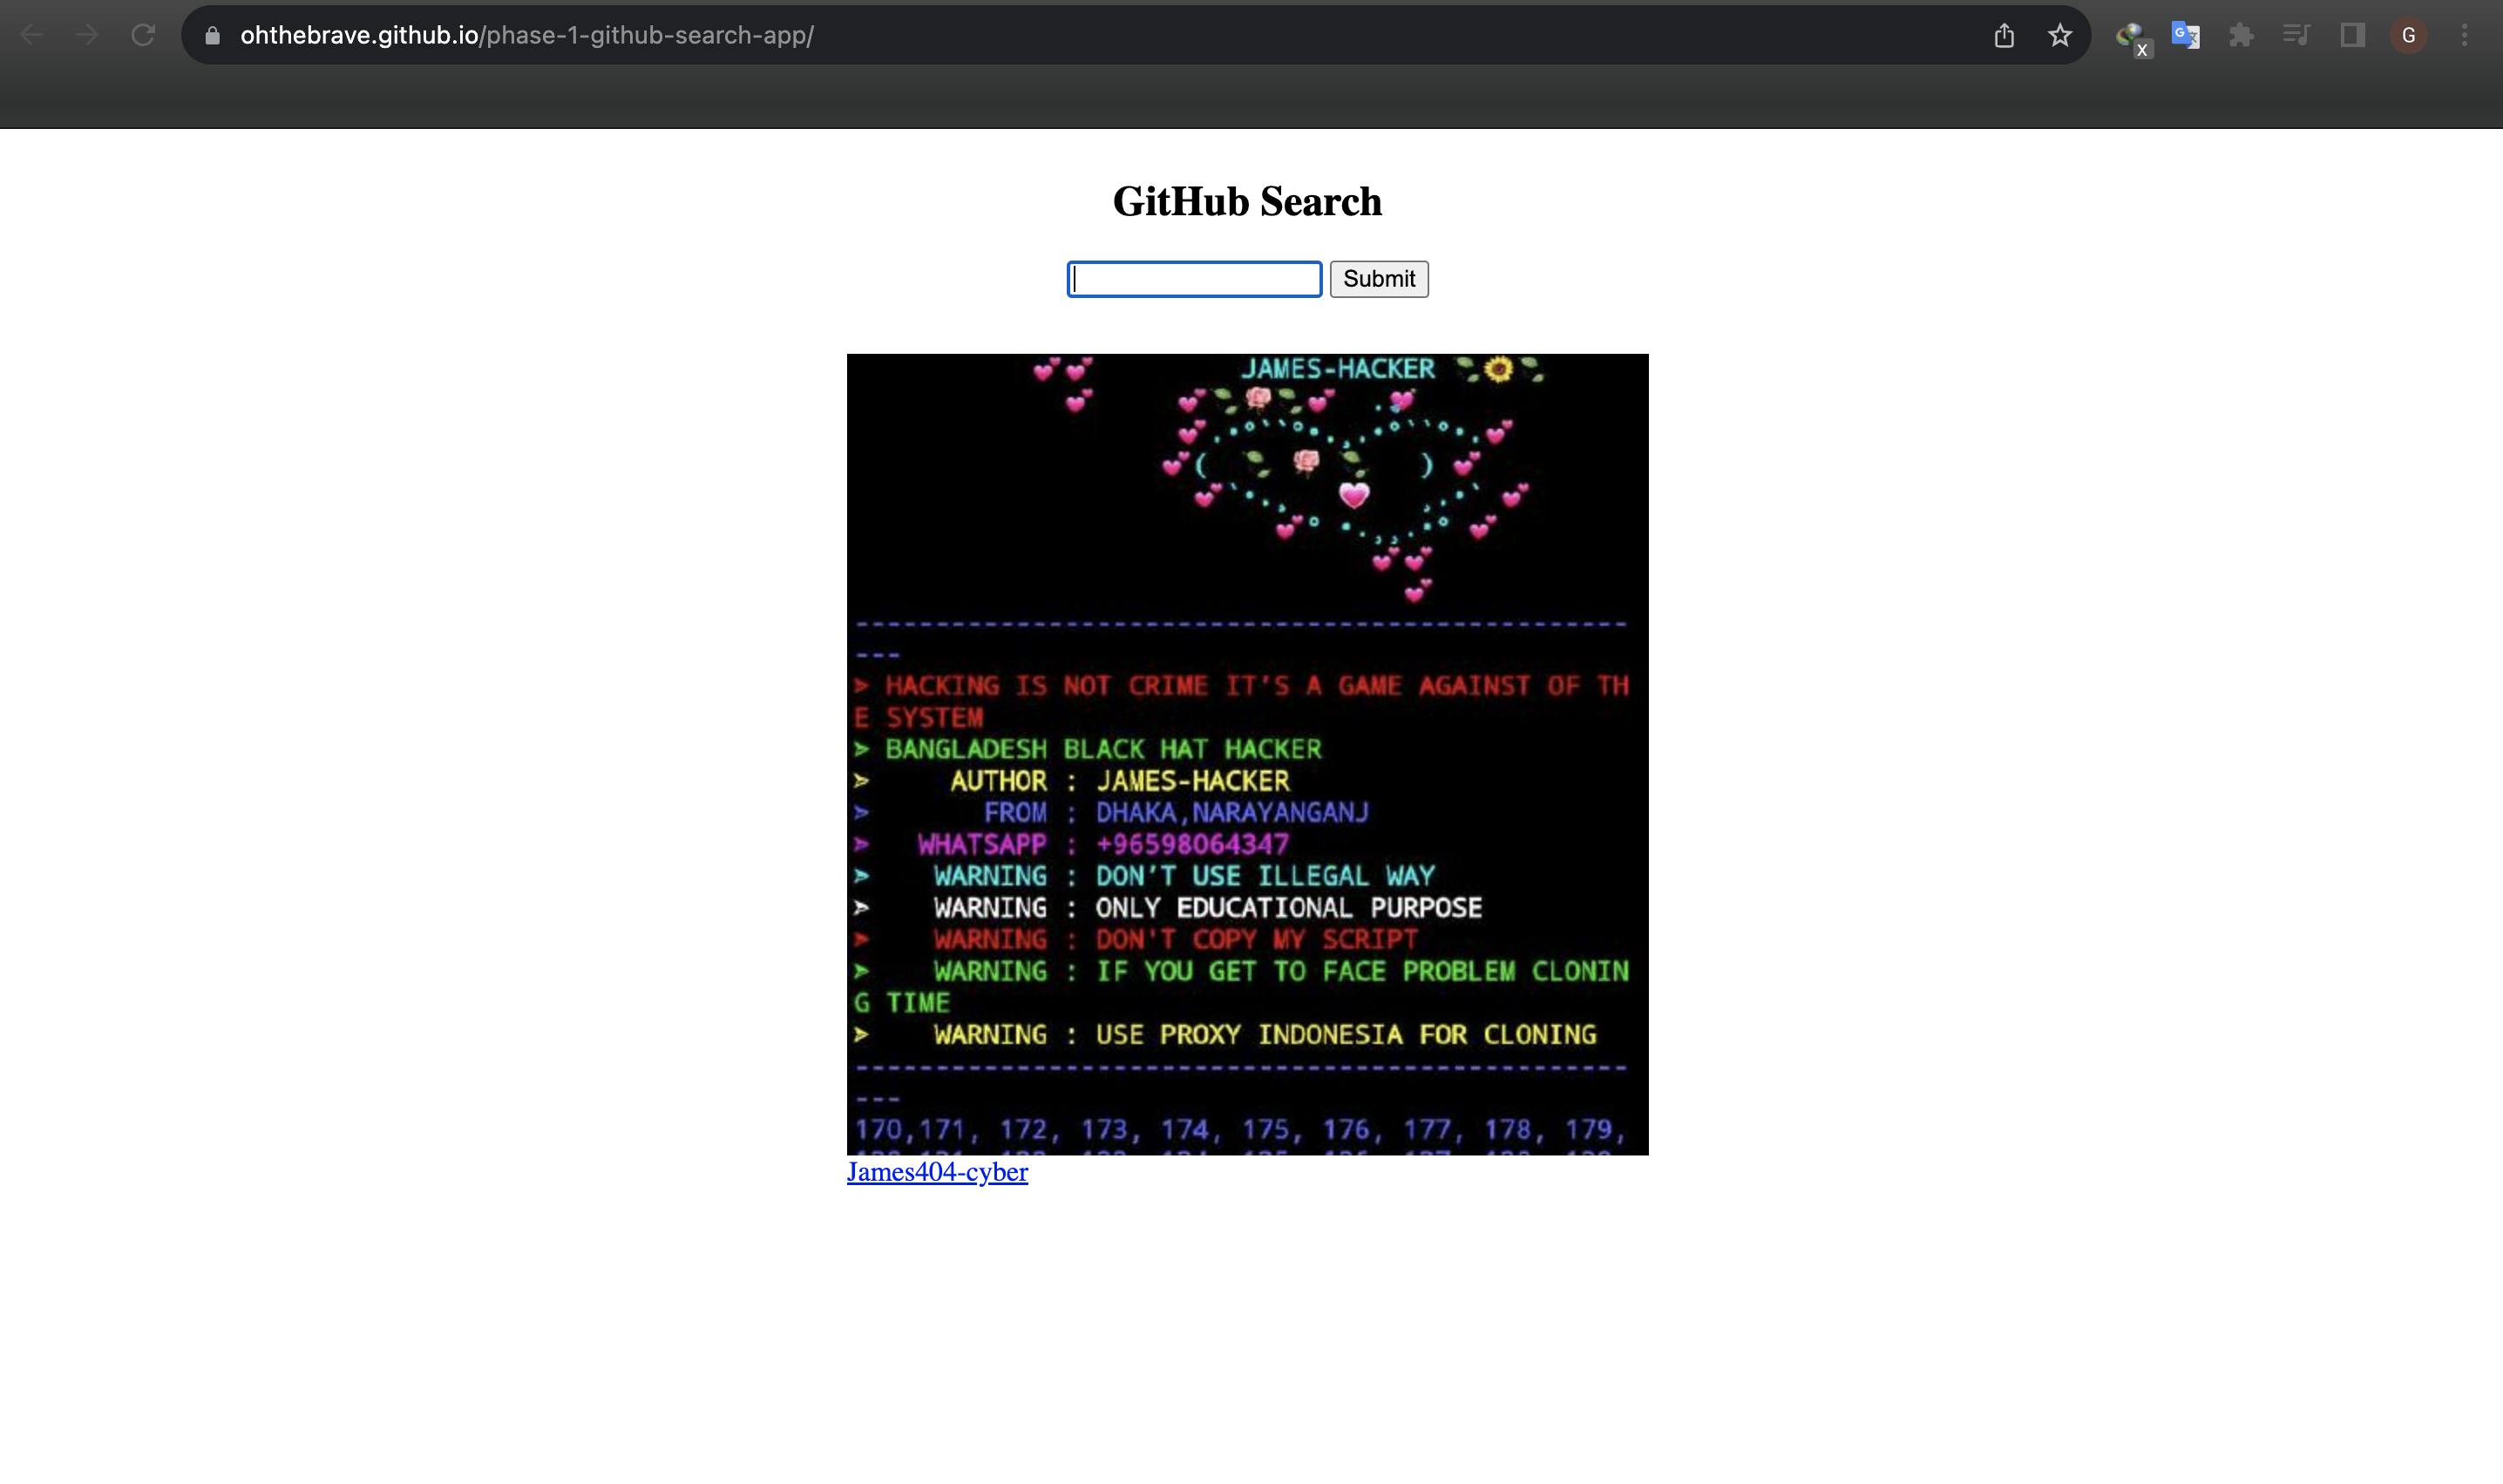 ohthebrave.github.io/phase-1-github-search-app/
X
G
G
GitHub Search
Submit
JAMES-HACKER
> HACKING IS NOT CRIME IT'S A GAME AGAINST OF TH
E SYSTEM
> BANGLADESH BLACK HAT HACKER
> AUTHOR : JAMES-HACKER
> FROM : DHAKA,NARAYANGANJ
> WHATSAPP : +96598064347
> WARNING : DON'T USE ILLEGAL WAY
> WARNING : ONLY EDUCATIONAL PURPOSE
> WARNING : DON'T COPY MY SCRIPT
> WARNING : IF YOU GET TO FACE PROBLEM CLONIN
G TIME
> WARNING : USE PROXY INDONESIA FOR CLONING
170,171, 172, 173, 174, 175, 176, 177, 178, 179,
James404-cyber